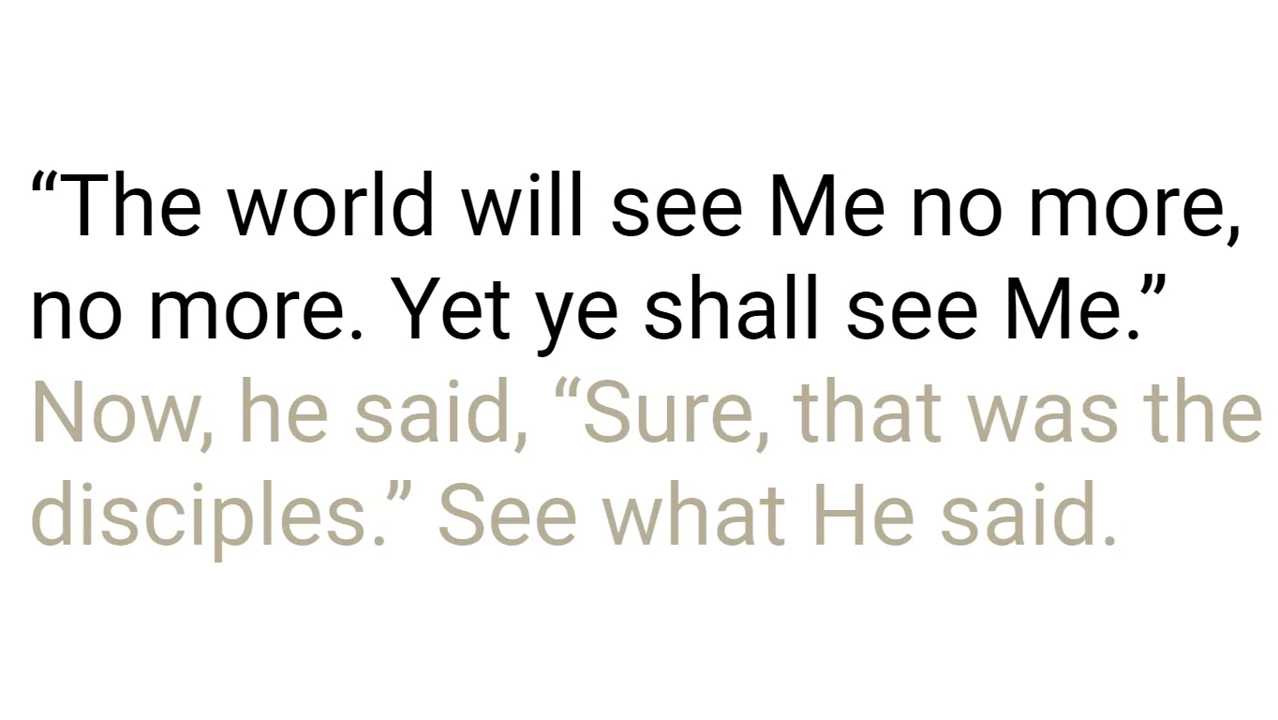 “The world will see Me no more,
no more. Yet ye shall see Me.”
Now, he said, “Sure, that was the
disciples.” See what He said.